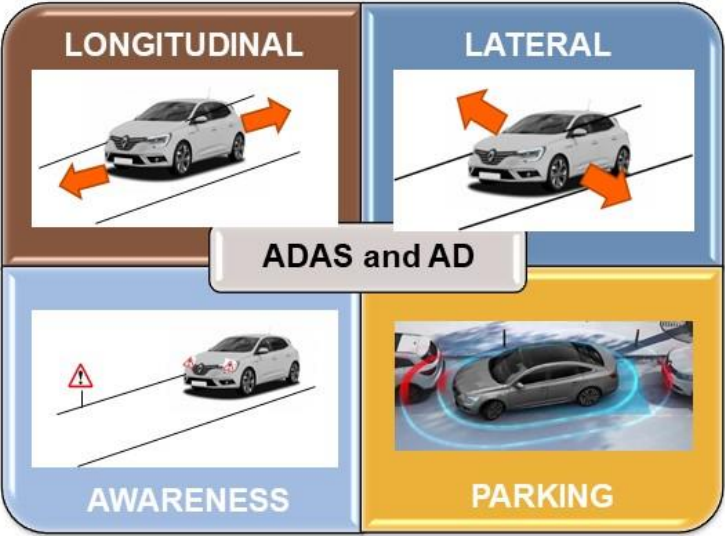 LONGITUDINAL
LATERAL
ADAS and AD
AWARENESS
PARKING